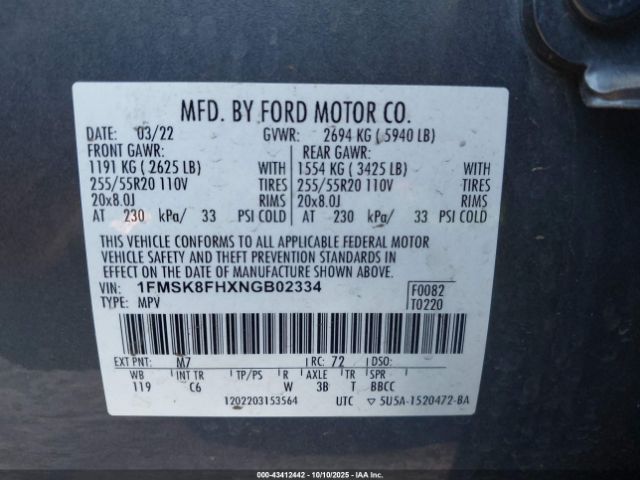 MFD. BY FORD MOTOR CO.
DATE: 03/22 GVWR: 2694 KG ( 5940 LB)
FRONT GAWR: REAR GAWR:
1191 KG ( 2625 LB) WITH 1554 KG ( 3425 LB) WITH
255/55R20 110V TIRES 255/55R20 110V TIRES
20x8.0J RIMS 20x8.0J RIMS
AT 230 kPa/ 33 PSI COLD AT 230 kPa/ 33 PSI COLD
THIS VEHICLE CONFORMS TO ALL APPLICABLE FEDERAL MOTOR
VEHICLE SAFETY AND THEFT PREVENTION STANDARDS IN
EFFECT ON THE DATE OF MANUFACTURE SHOWN ABOVE.
VIN: 1FMSK8FHXNGB02334 F0082
TYPE: MPV T0220
EXT PNT: M7 RC: 72 DSO:
WB INT TR TP/PS R AXLE TR SPR
119 C6 W 3B T BBCC
1202203153564 UTC ▽ 5U5A-1520472-BA
000-43412442 - 10/10/2025 - IAAI.CA